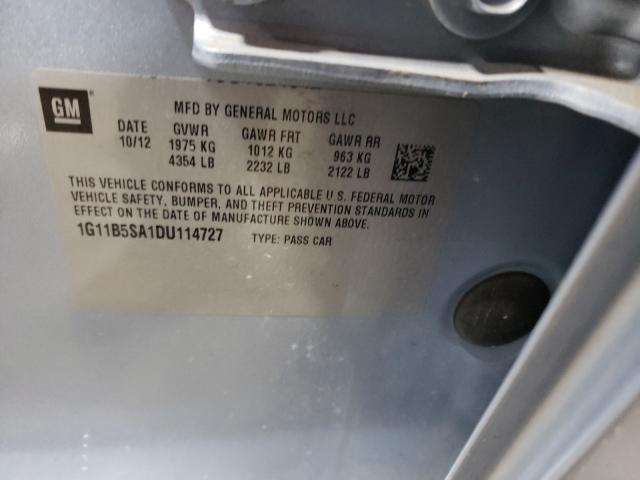 GM
MFD BY GENERAL MOTORS LLC
DATE GVWR GAWR FRT GAWR RR
10/12 1975 KG 1012 KG 963 KG
4354 LB 2232 LB 2122 LB
THIS VEHICLE CONFORMS TO ALL APPLICABLE U.S. FEDERAL MOTOR
VEHICLE SAFETY, BUMPER, AND THEFT PREVENTION STANDARDS IN
EFFECT ON THE DATE OF MANUFACTURE SHOWN ABOVE.
1G11B5SA1DU114727 TYPE: PASS CAR